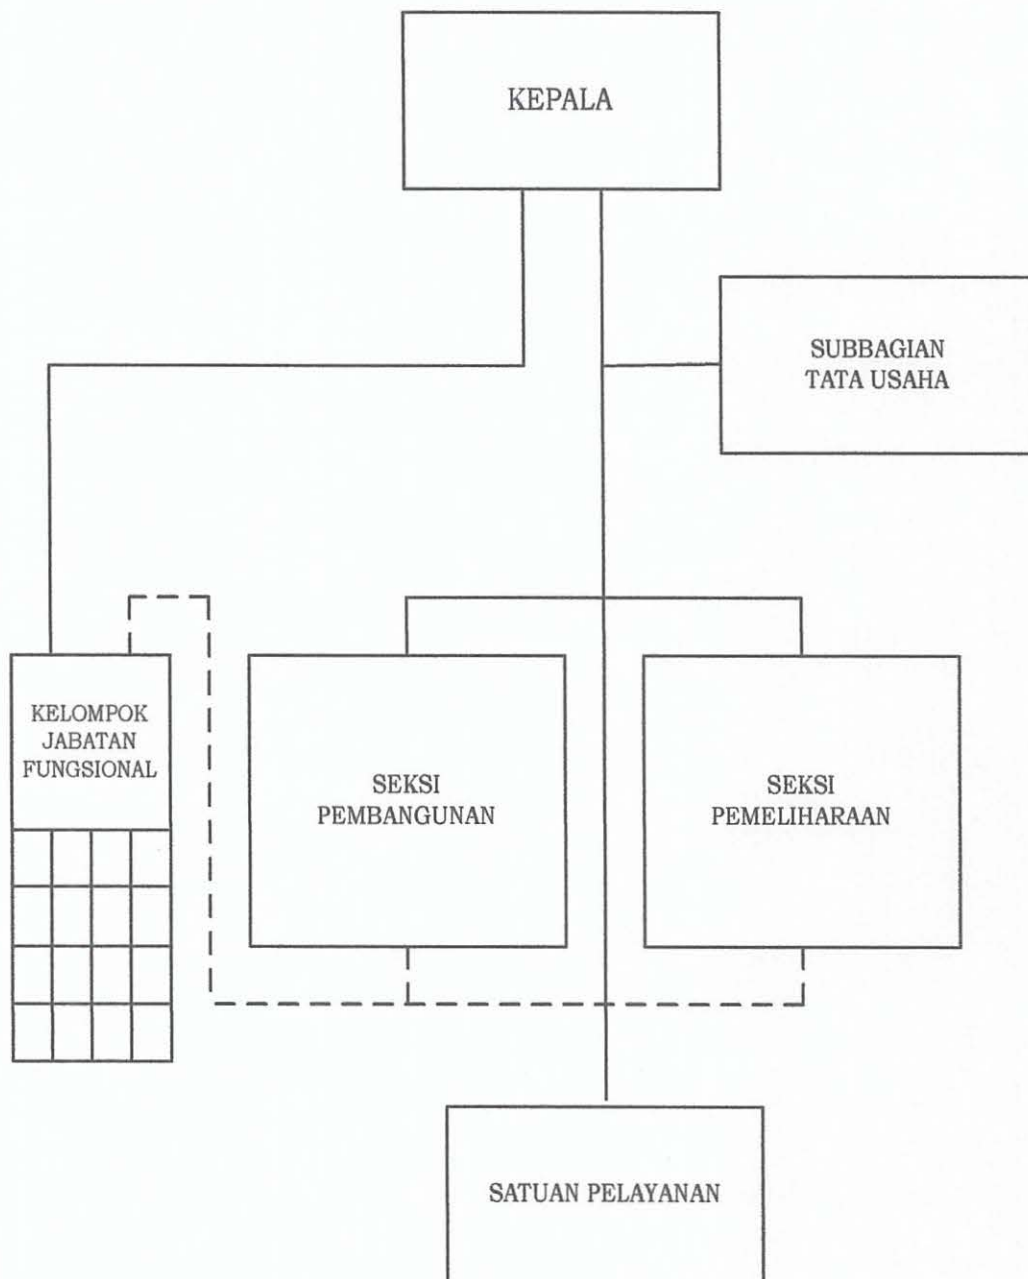 KEPALA
SUBBAGIAN
TATA USAHA
KELOMPOK
JABATAN
FUNGSIONAL
SEKSI
PEMBANGUNAN
SEKSI
PEMELIHARAAN
SATUAN PELAYANAN